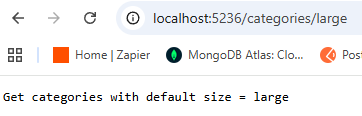 localhost:5236/categories/large
Home | Zapier
MongoDB Atlas: Clo...
Pos
Get categories with default size = large